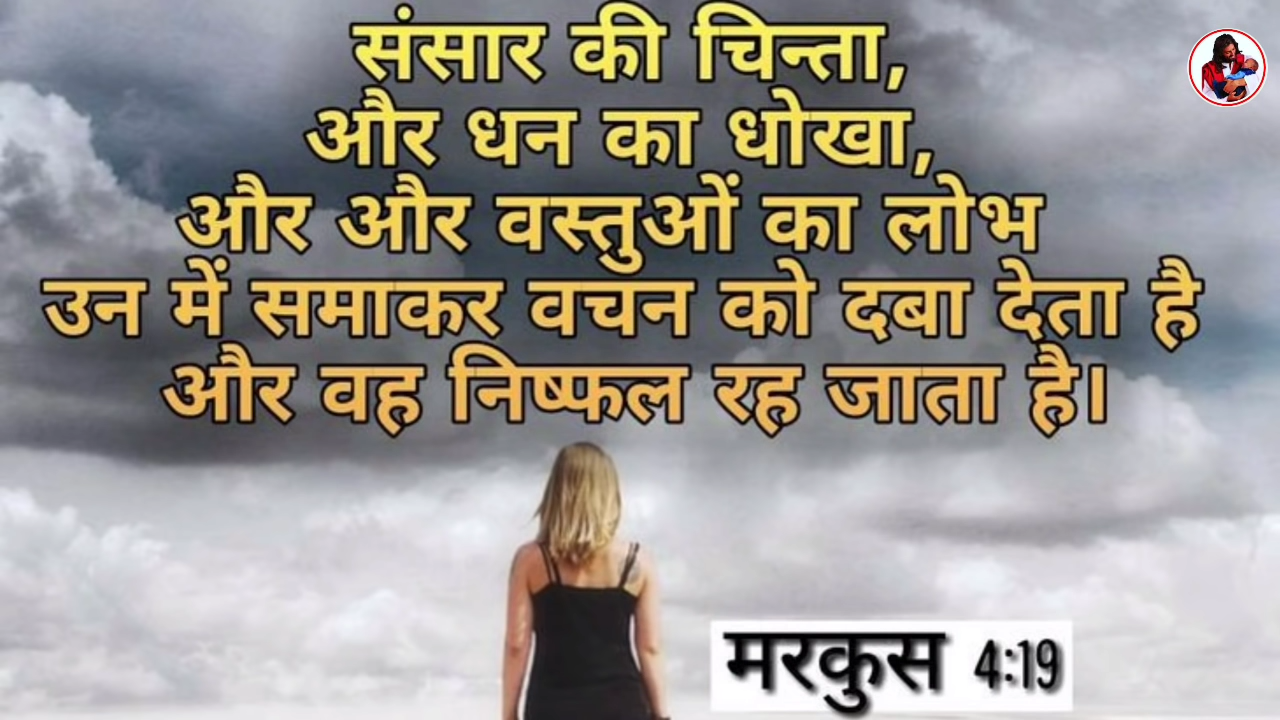 संसार की चिन्ता,
और धन का धोखा,
और और वस्तुओं का लोभ
उन में समाकर वचन को दबा देता है
और वह निष्फल रह जाता है।
मरकुस 4:19